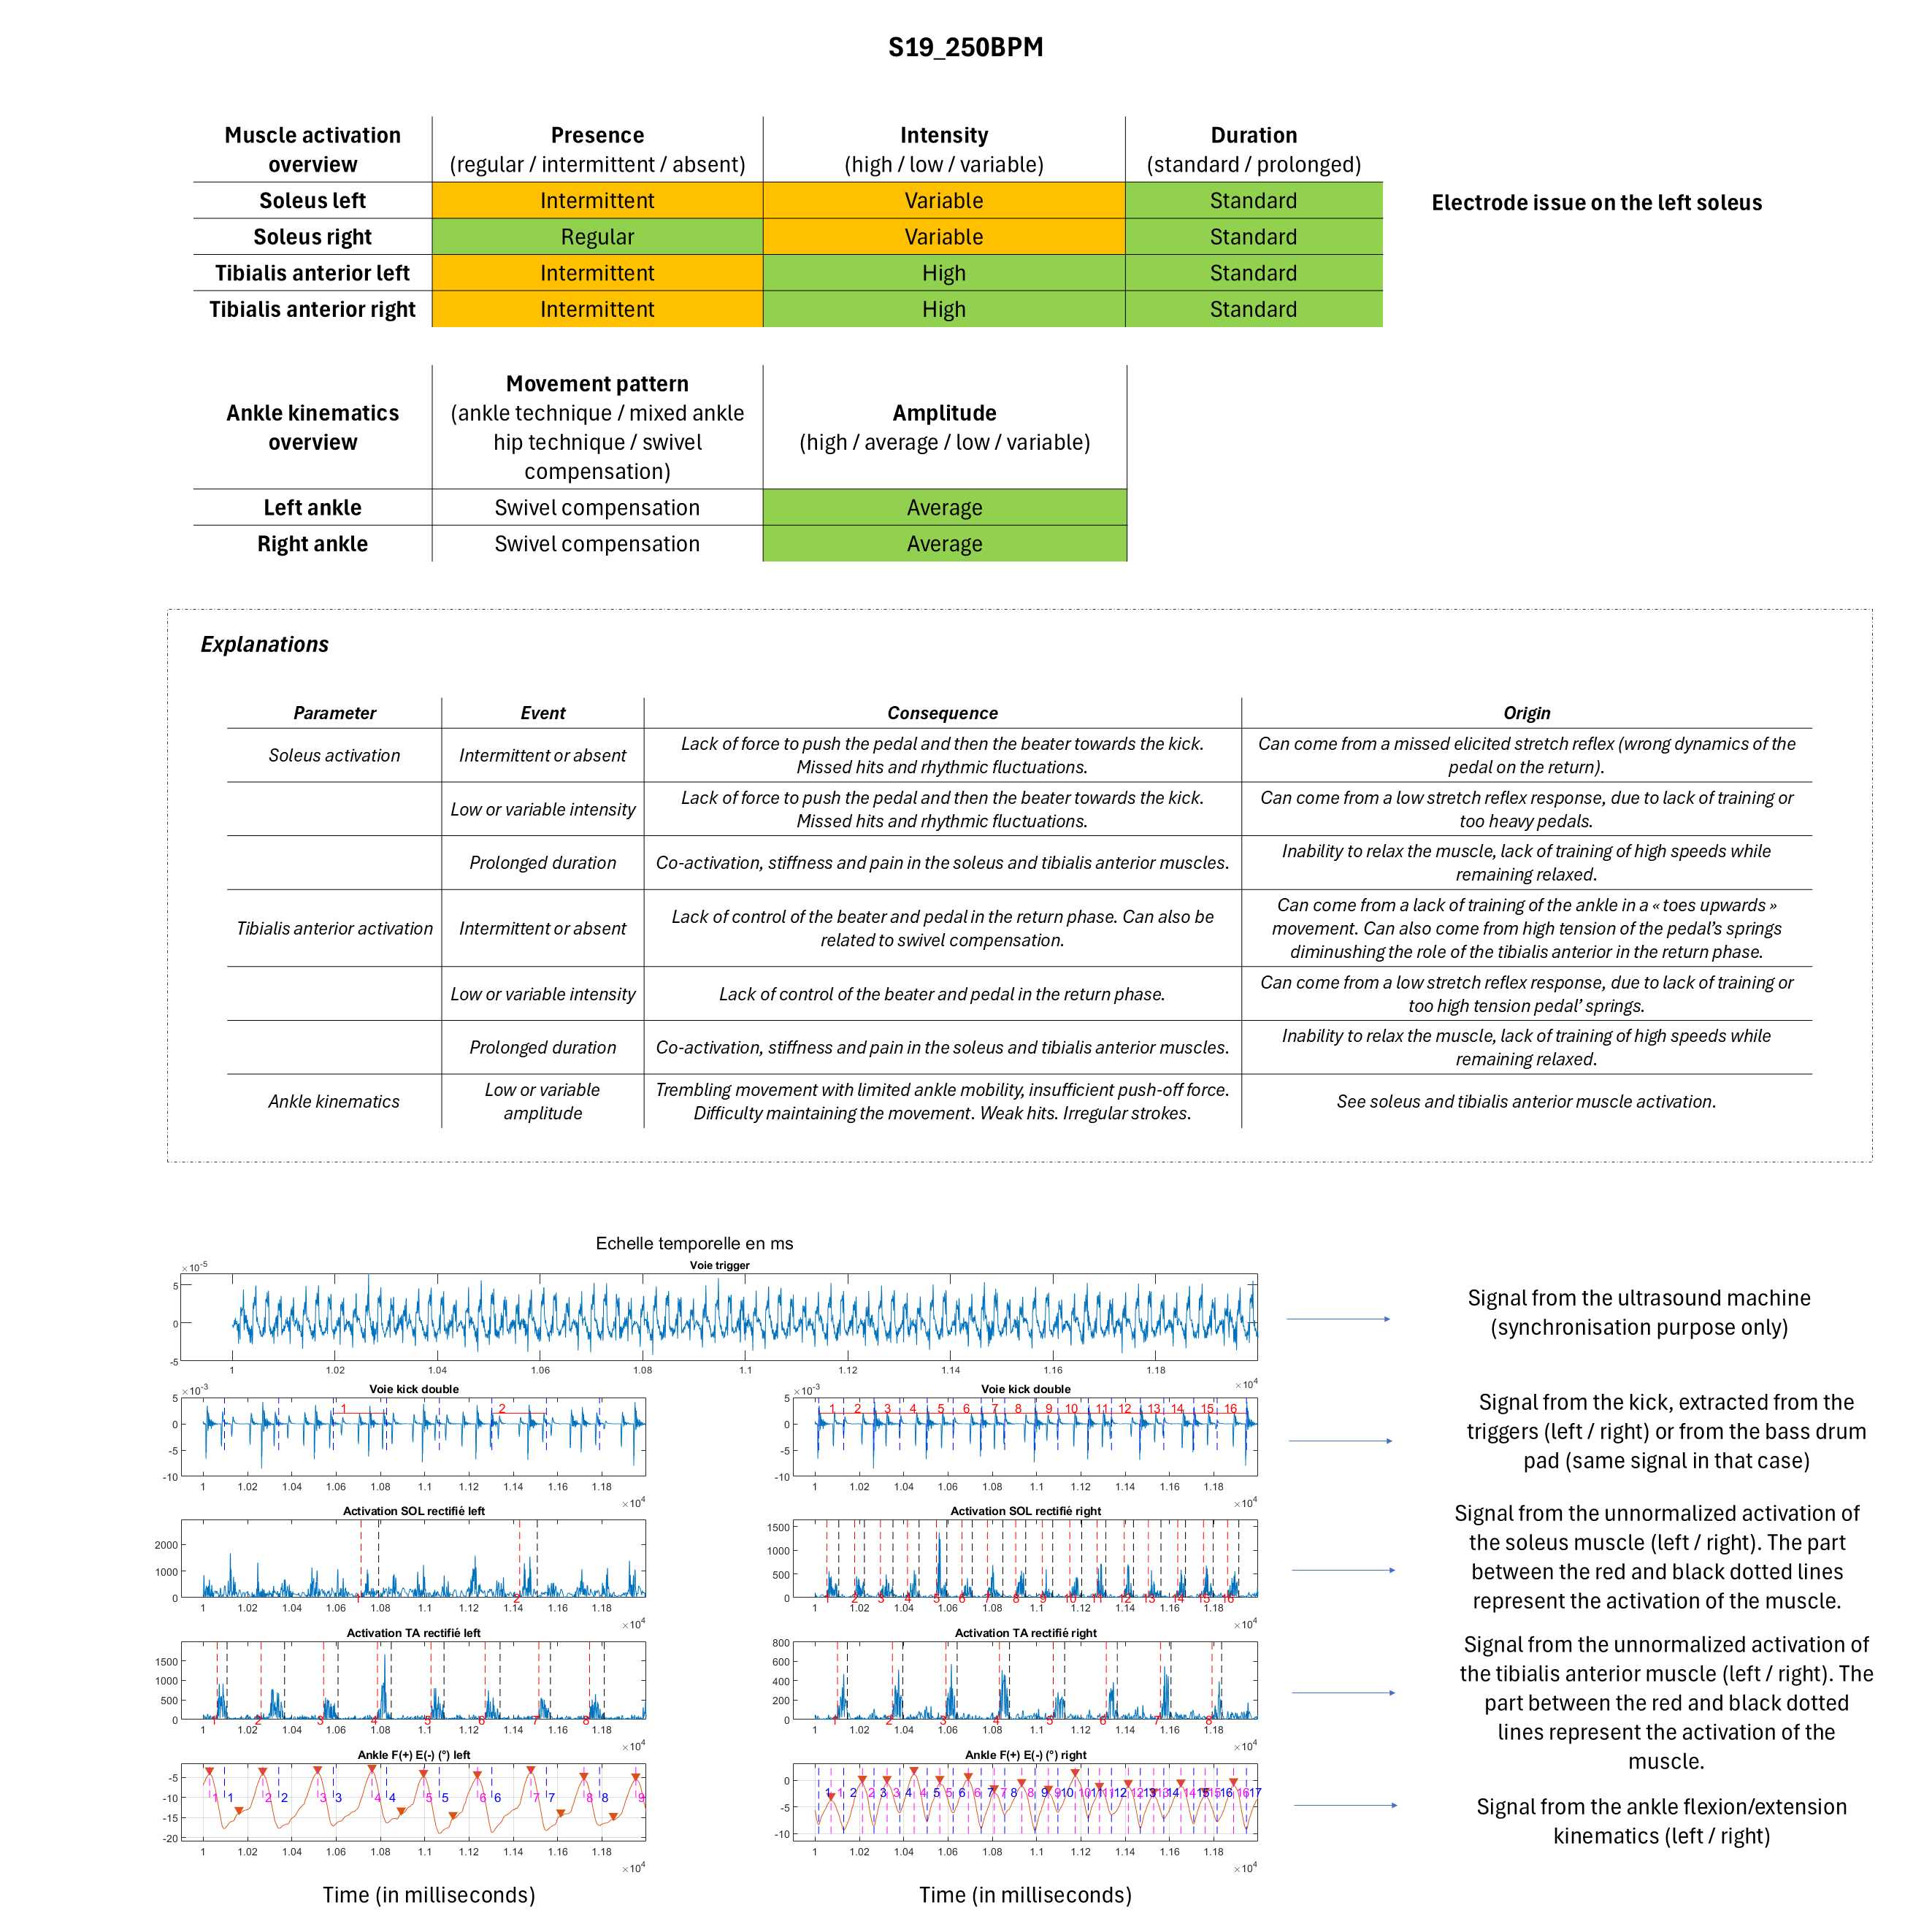 S19_250BPM
Muscle activation overview | Presence (regular / intermittent / absent) | Intensity (high / low / variable) | Duration (standard / prolonged)
Soleus left | Intermittent | Variable | Standard
Electrode issue on the left soleus
Soleus right | Regular | Variable | Standard
Tibialis anterior left | Intermittent | High | Standard
Tibialis anterior right | Intermittent | High | Standard
Ankle kinematics overview | Movement pattern (ankle technique / mixed ankle hip technique / swivel compensation) | Amplitude (high / average / low / variable)
Left ankle | Swivel compensation | Average
Right ankle | Swivel compensation | Average
Explanations
Parameter | Event | Consequence | Origin
Soleus activation | Intermittent or absent | Lack of force to push the pedal and then the beater towards the kick. Missed hits and rhythmic fluctuations. | Can come from a missed elicited stretch reflex (wrong dynamics of the pedal on the return).
Low or variable intensity | Lack of force to push the pedal and then the beater towards the kick. Missed hits and rhythmic fluctuations. | Can come from a low stretch reflex response, due to lack of training or too heavy pedals.
Prolonged duration | Co-activation, stiffness and pain in the soleus and tibialis anterior muscles. | Inability to relax the muscle, lack of training of high speeds while remaining relaxed.
Tibialis anterior activation | Intermittent or absent | Lack of control of the beater and pedal in the return phase. Can also be related to swivel compensation. | Can come from a lack of training of the ankle in a « toes upwards » movement. Can also come from high tension of the pedal's springs diminushing the role of the tibialis anterior in the return phase.
Low or variable intensity | Lack of control of the beater and pedal in the return phase. | Can come from a low stretch reflex response, due to lack of training or too high tension pedal' springs.
Prolonged duration | Co-activation, stiffness and pain in the soleus and tibialis anterior muscles. | Inability to relax the muscle, lack of training of high speeds while remaining relaxed.
Ankle kinematics | Low or variable amplitude | Trembling movement with limited ankle mobility, insufficient push-off force. Difficulty maintaining the movement. Weak hits. Irregular strokes. | See soleus and tibialis anterior muscle activation.
Echelle temporelle en ms
Voie trigger
×10⁻⁵
5
0
-5
1 1.02 1.04 1.06 1.08 1.1 1.12 1.14 1.16 1.18
×10⁴
Signal from the ultrasound machine
(synchronisation purpose only)
Voie kick double
×10⁻³
5
0
-5
-10
1 2
1 1.02 1.04 1.06 1.08 1.1 1.12 1.14 1.16 1.18
×10⁴
Voie kick double
×10⁻³
5
0
-5
-10
1 2 3 4 5 6 7 8 9 10 11 12 13 14 15 16
1 1.02 1.04 1.06 1.08 1.1 1.12 1.14 1.16 1.18
×10⁴
Signal from the kick, extracted from the
triggers (left / right) or from the bass drum
pad (same signal in that case)
Activation SOL rectifié left
2000
1000
0
1 2
1 1.02 1.04 1.06 1.08 1.1 1.12 1.14 1.16 1.18
×10⁴
Activation SOL rectifié right
1500
1000
500
0
1 2 3 4 5 6 7 8 9 10 11 12 13 14 15 16
1 1.02 1.04 1.06 1.08 1.1 1.12 1.14 1.16 1.18
×10⁴
Signal from the unnormalized activation of
the soleus muscle (left / right). The part
between the red and black dotted lines
represent the activation of the muscle.
Activation TA rectifié left
1500
1000
500
0
1 2 3 4 5 6 7 8
1 1.02 1.04 1.06 1.08 1.1 1.12 1.14 1.16 1.18
×10⁴
Activation TA rectifié right
800
600
400
200
0
1 2 3 4 5 6 7 8
1 1.02 1.04 1.06 1.08 1.1 1.12 1.14 1.16 1.18
×10⁴
Signal from the unnormalized activation of
the tibialis anterior muscle (left / right). The
part between the red and black dotted
lines represent the activation of the
muscle.
Ankle F(+) E(-) (°) left
-5
-10
-15
-20
1 1 2 2 3 3 4 4 5 5 6 6 7 7 8 8 9
1 1.02 1.04 1.06 1.08 1.1 1.12 1.14 1.16 1.18
×10⁴
Ankle F(+) E(-) (°) right
0
-5
-10
1 1 2 2 3 3 4 4 5 5 6 6 7 7 8 8 9 9 10 10 11 11 12 12 13 13 14 14 15 15 16 16 17
1 1.02 1.04 1.06 1.08 1.1 1.12 1.14 1.16 1.18
×10⁴
Signal from the ankle flexion/extension
kinematics (left / right)
Time (in milliseconds)
Time (in milliseconds)